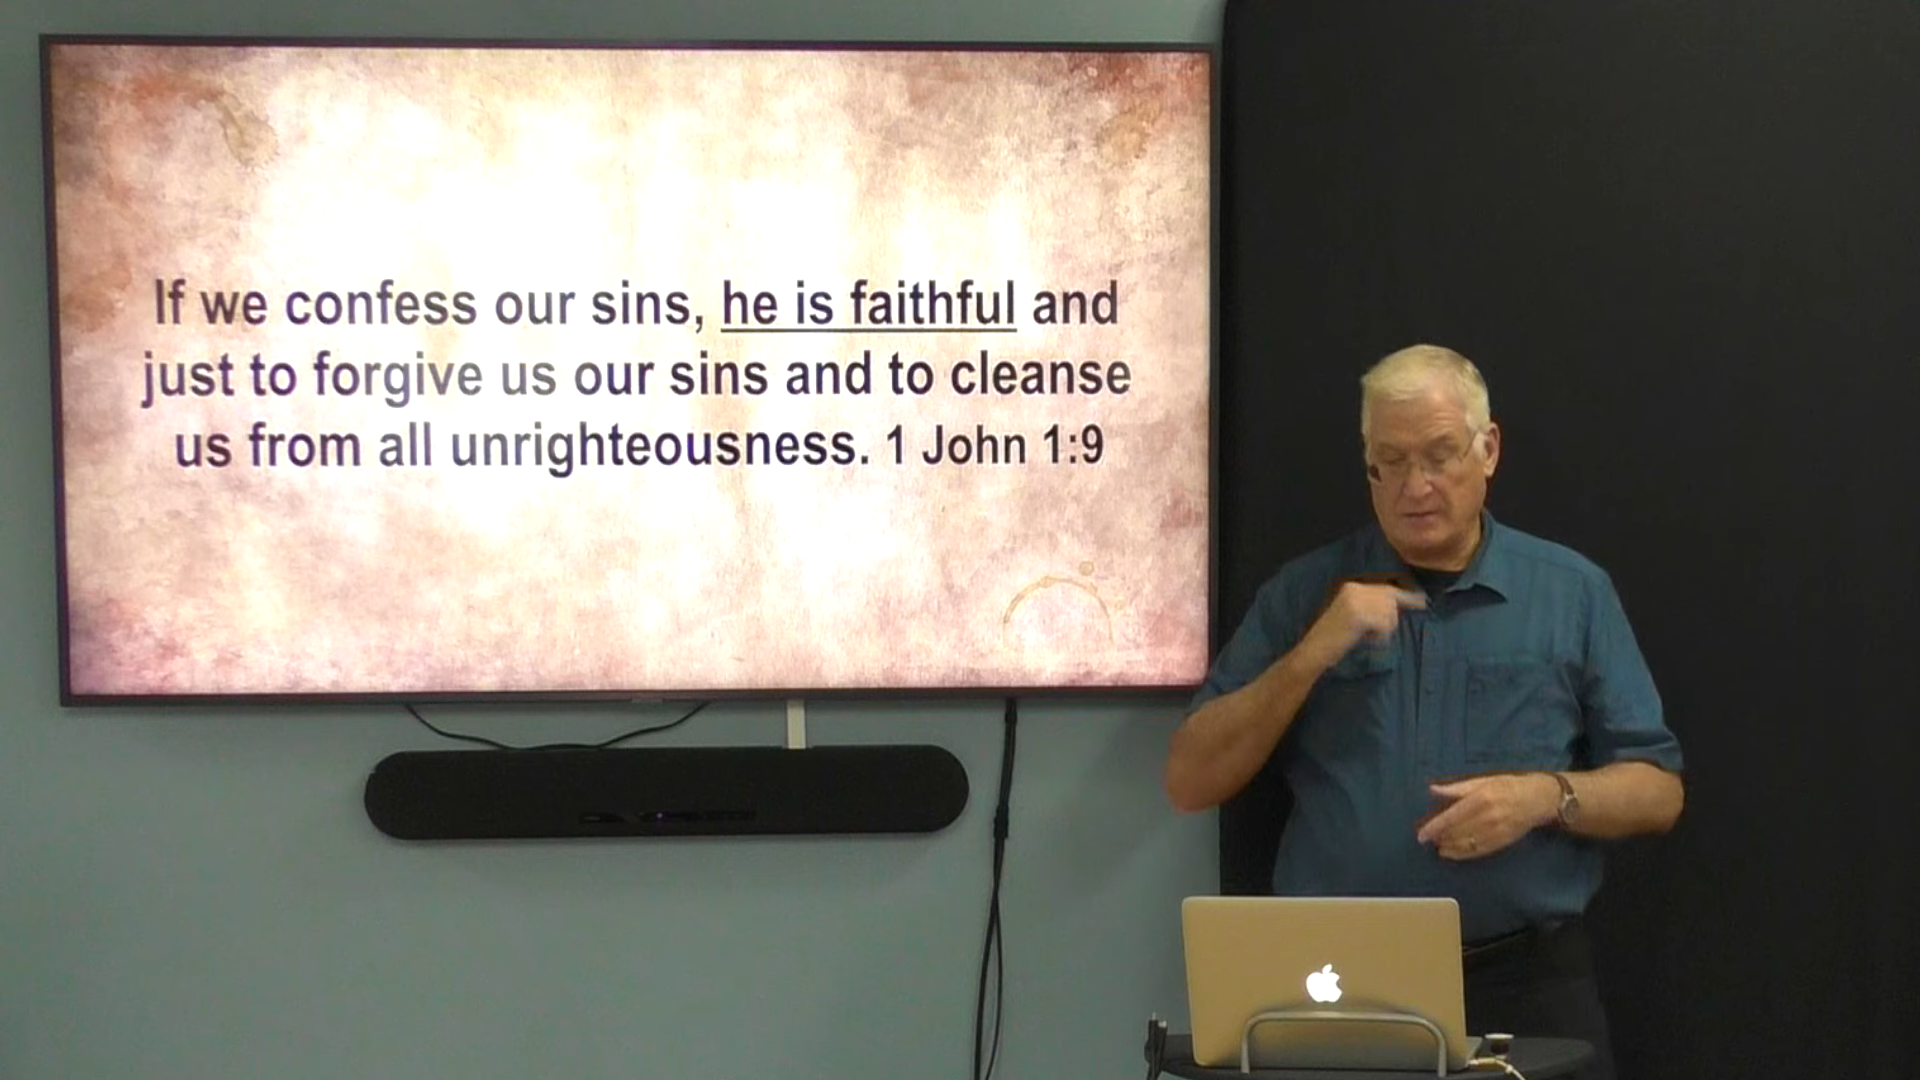 If we confess our sins, he is faithful and
just to forgive us our sins and to cleanse
us from all unrighteousness. 1 John 1:9